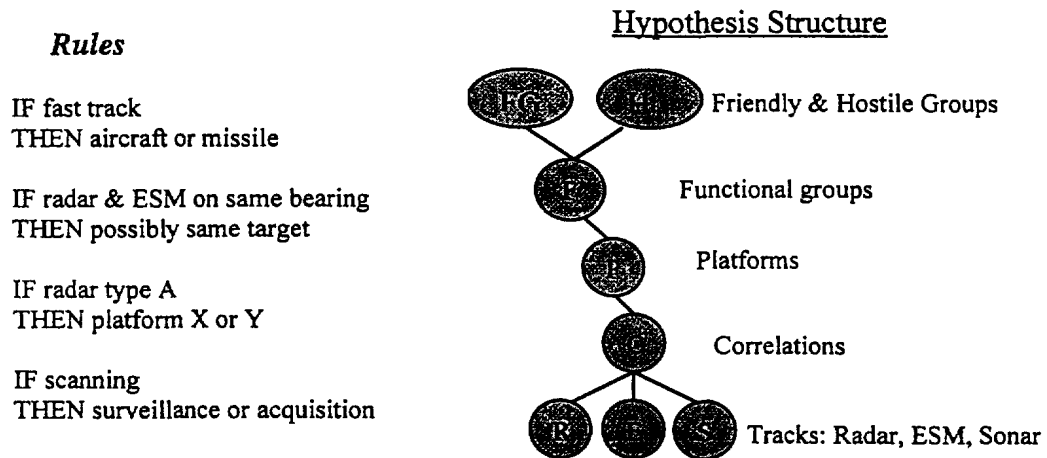 Rules
IF fast track
THEN aircraft or missile
IF radar & ESM on same bearing
THEN possibly same target
IF radar type A
THEN platform X or Y
IF scanning
THEN surveillance or acquisition
Hypothesis Structure
FG
Friendly & Hostile Groups
F
Functional groups
P
Platforms
C
Correlations
R E S
Tracks: Radar, ESM, Sonar